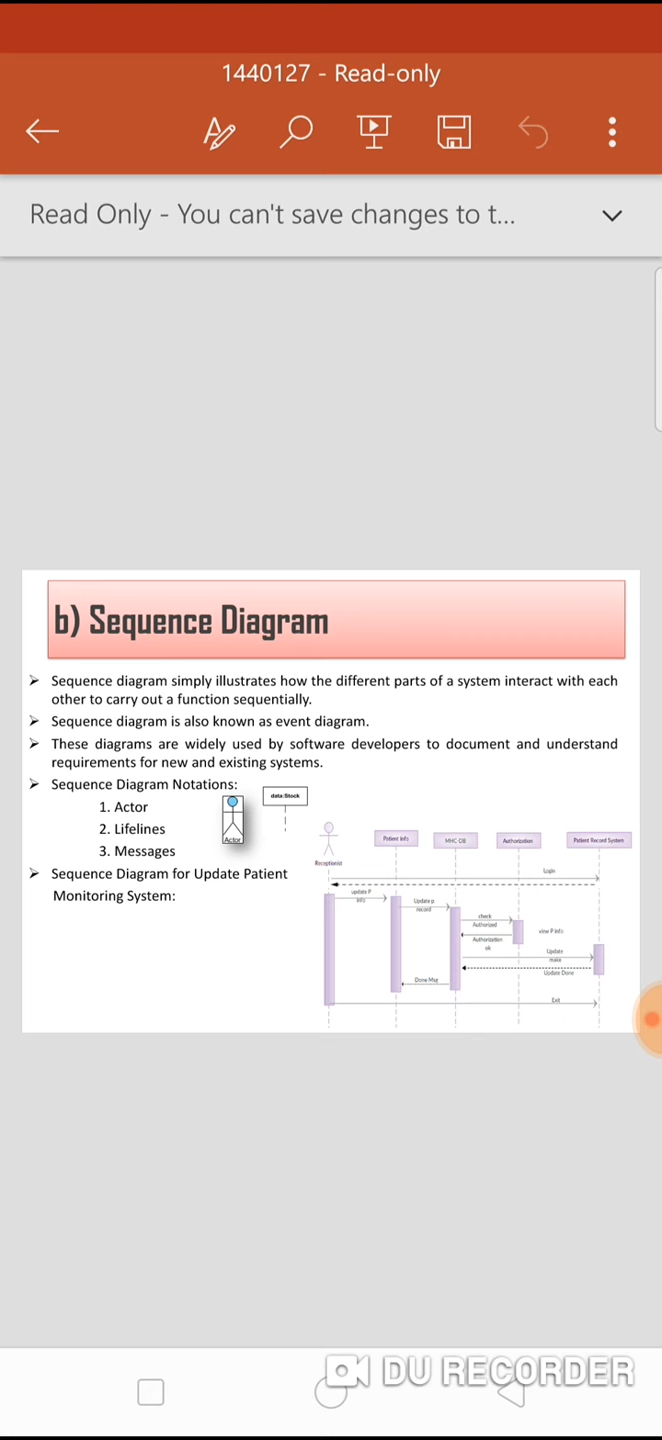 1440127 - Read-only
Read Only - You can't save changes to t...
b) Sequence Diagram
➢ Sequence diagram simply illustrates how the different parts of a system interact with each
other to carry out a function sequentially.
➢ Sequence diagram is also known as event diagram.
➢ These diagrams are widely used by software developers to document and understand
requirements for new and existing systems.
➢ Sequence Diagram Notations:
1. Actor
2. Lifelines
3. Messages
Actor
data:Stock
➢ Sequence Diagram for Update Patient
Monitoring System:
Receptionist
Patient Info
MHC-DB
Authorization
Patient Record System
Login
update P
Info
Update p
record
check
Authorized
Authorization
ok
view P Info
Update
make
Update Done
Done Msg
Exit
DU RECORDER